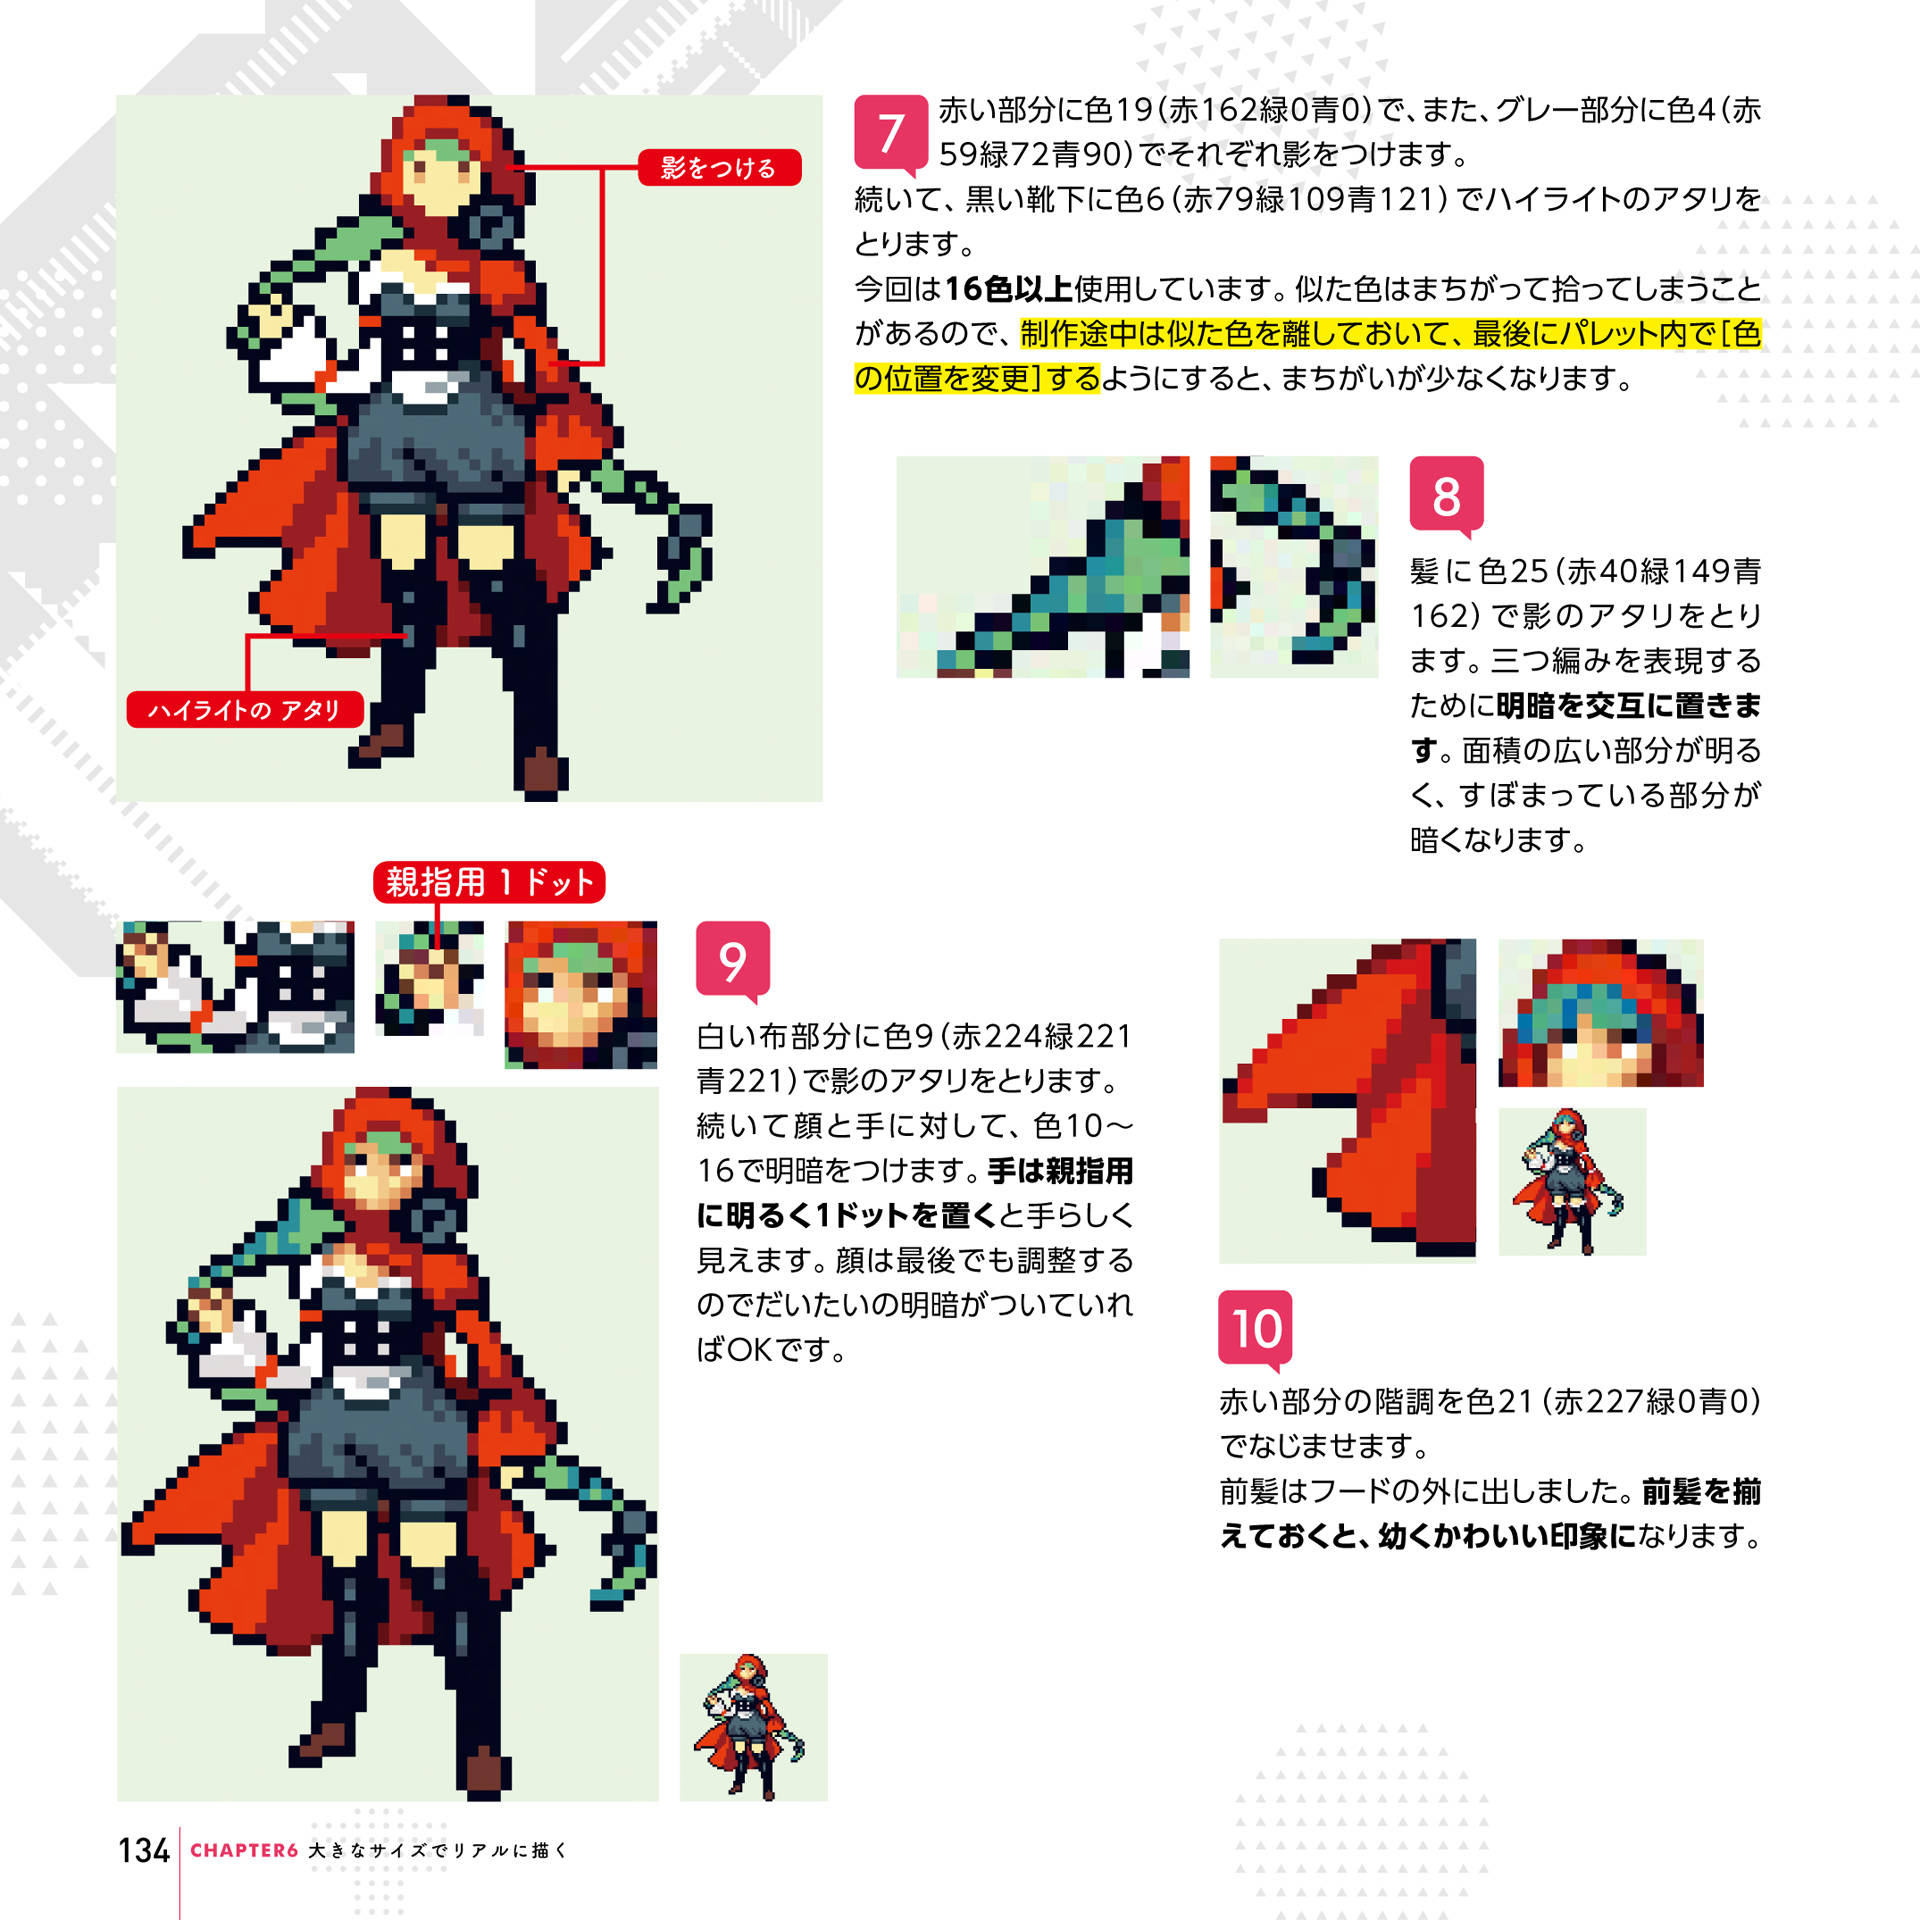 影をつける
ハイライトの アタリ
7
赤い部分に色19（赤162緑0青0）で、また、グレー部分に色4（赤
59緑72青90）でそれぞれ影をつけます。
続いて、黒い靴下に色6（赤79緑109青121）でハイライトのアタリを
とります。
今回は16色以上使用しています。似た色はまちがって拾ってしまうこと
があるので、制作途中は似た色を離しておいて、最後にパレット内で［色
の位置を変更］するようにすると、まちがいが少なくなります。
8
髪に色25（赤40緑149青
162）で影のアタリをとり
ます。三つ編みを表現する
ために明暗を交互に置きま
す。面積の広い部分が明る
く、すぼまっている部分が
暗くなります。
親指用 1 ドット
9
白い布部分に色9（赤224緑221
青221）で影のアタリをとります。
続いて顔と手に対して、色10～
16で明暗をつけます。手は親指用
に明るく1ドットを置くと手らしく
見えます。顔は最後でも調整する
のでだいたいの明暗がついていれ
ばOKです。
10
赤い部分の階調を色21（赤227緑0青0）
でなじませます。
前髪はフードの外に出しました。前髪を揃
えておくと、幼くかわいい印象になります。
134 CHAPTER6 大きなサイズでリアルに描く